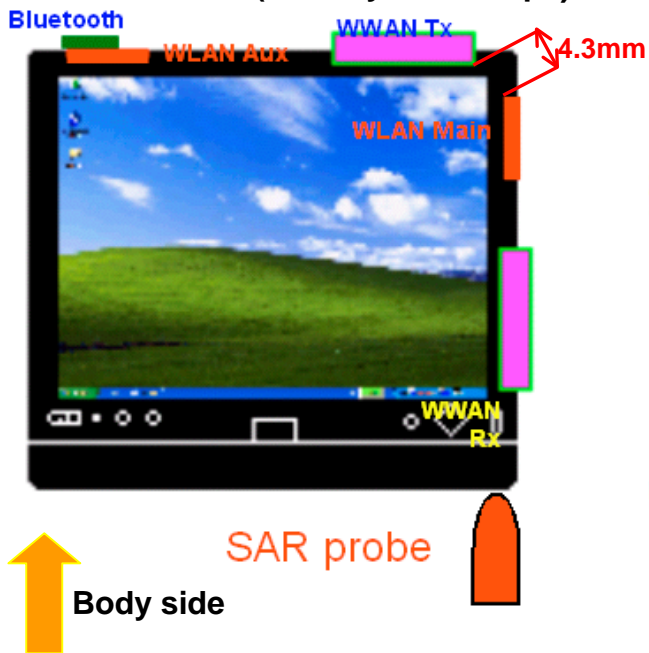 Bluetooth
WWAN Tx
WLAN Aux
4.3mm
WLAN Main
WWAN
Rx
SAR probe
Body side